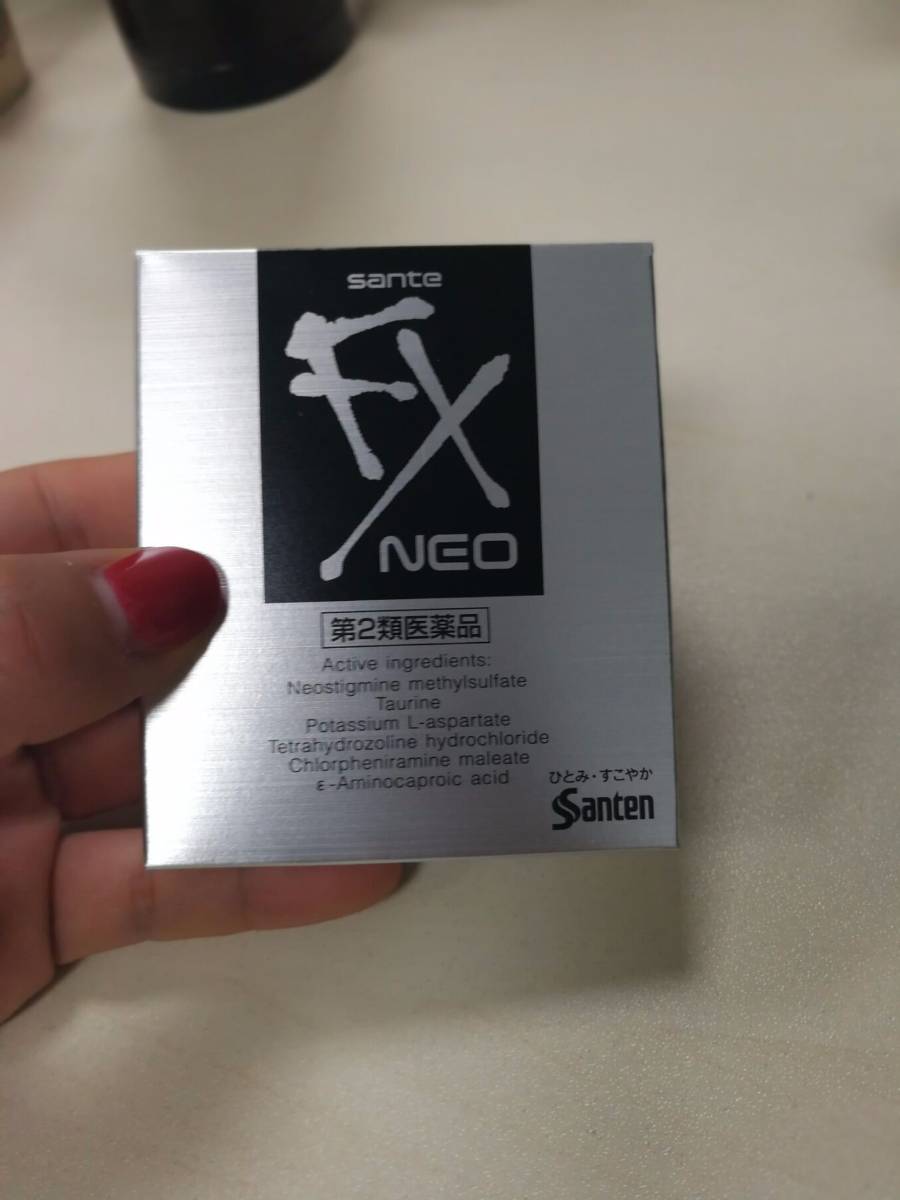 sante
FX
NEO
第2類医薬品
Active ingredients:
Neostigmine methylsulfate
Taurine
Potassium L-aspartate
Tetrahydrozoline hydrochloride
Chlorpheniramine maleate
ε-Aminocaproic acid
ひとみ・すこやか
Santen